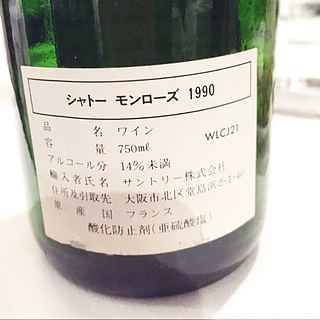 シャトー モンローズ 1990
品名 ワイン
WLCJ21
容量 750mℓ
アルコール分 14%未満
輸入者氏名 サントリー株式会社
住所及引取先 大阪市北区堂島浜2-1-40
原産国 フランス
酸化防止剤(亜硫酸塩)